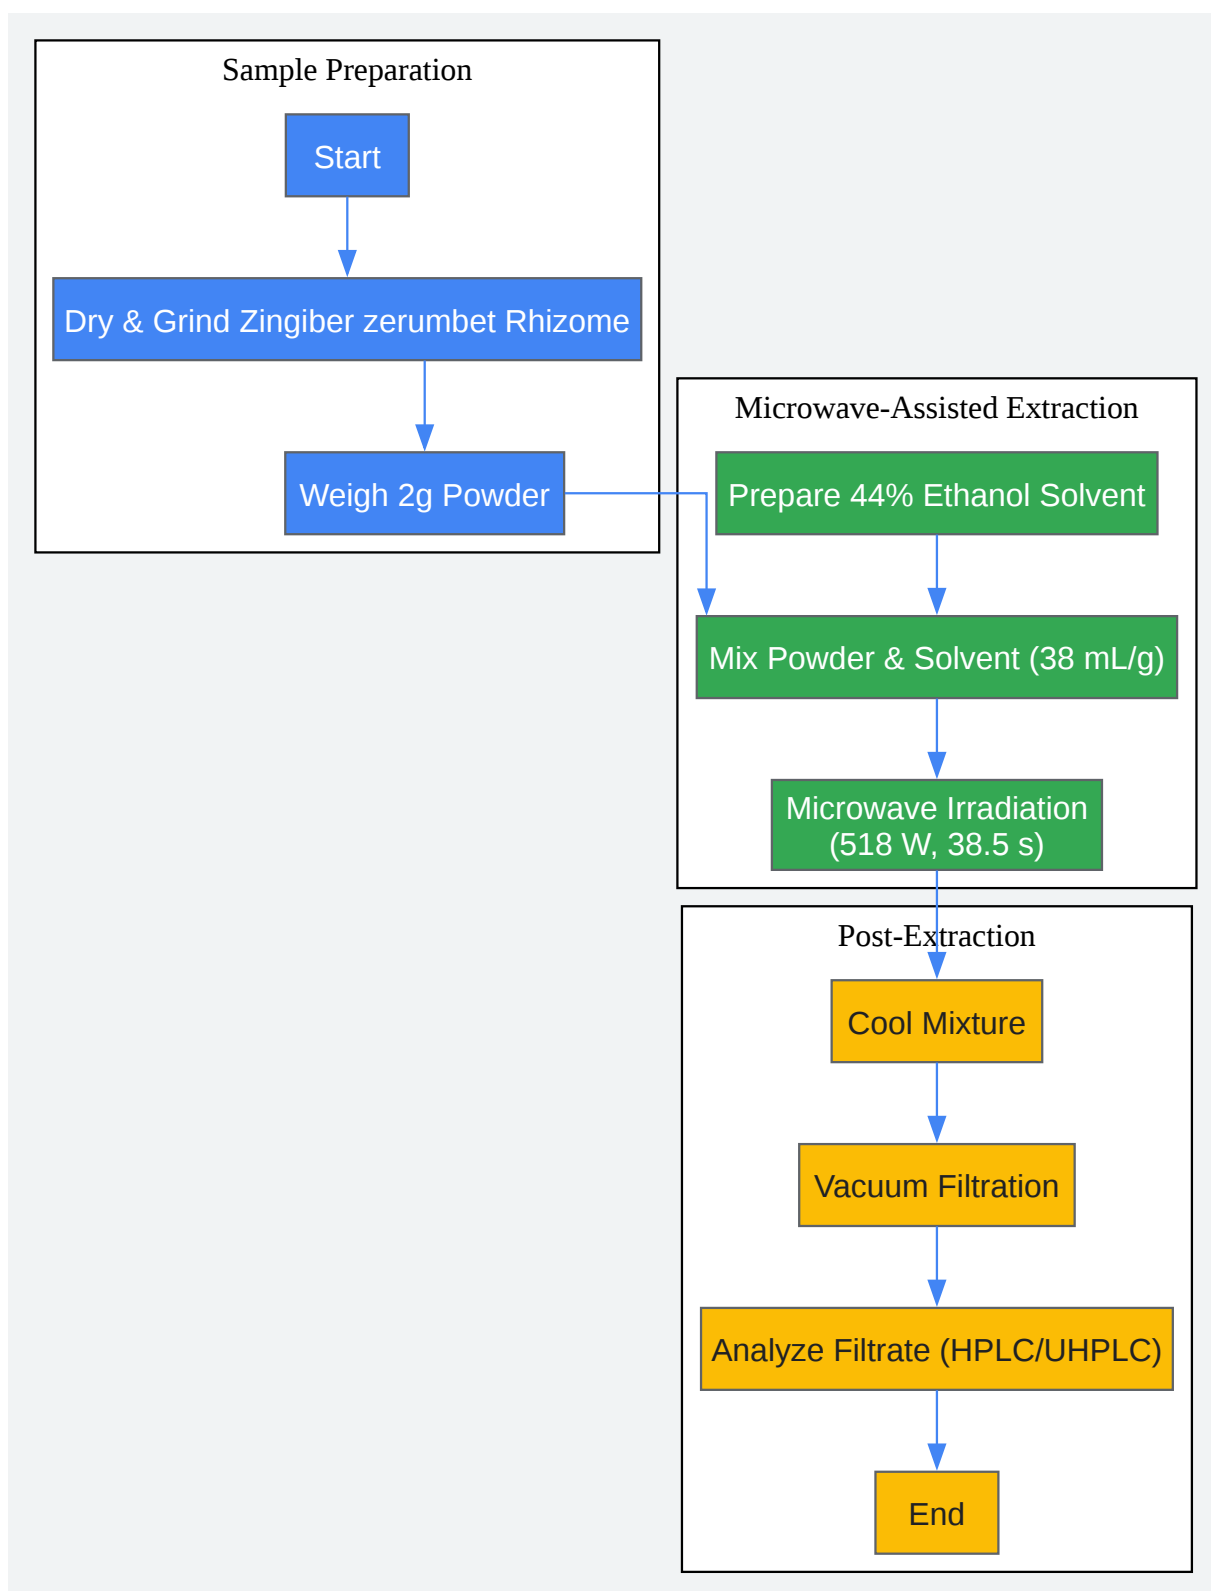 Sample Preparation
Start
Dry & Grind Zingiber zerumbet Rhizome
Weigh 2g Powder
Microwave-Assisted Extraction
Prepare 44% Ethanol Solvent
Mix Powder & Solvent (38 mL/g)
Microwave Irradiation
(518 W, 38.5 s)
Post-Extraction
Cool Mixture
Vacuum Filtration
Analyze Filtrate (HPLC/UHPLC)
End